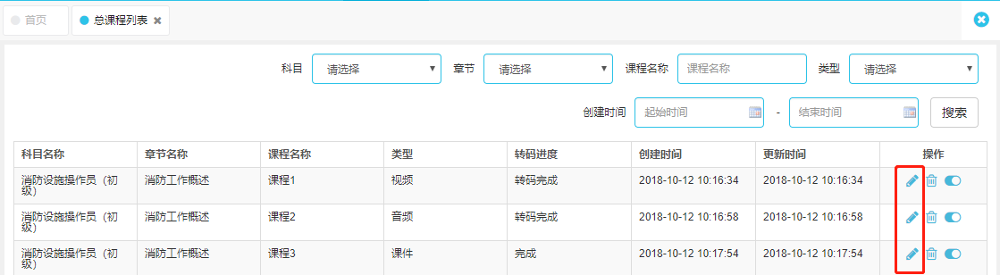 首页 总课程列表
科目 请选择 章节 请选择 课程名称 课程名称 类型 请选择
创建时间 起始时间 - 结束时间 搜索
科目名称 章节名称 课程名称 类型 转码进度 创建时间 更新时间 操作
消防设施操作员（初级） 消防工作概述 课程1 视频 转码完成 2018-10-12 10:16:34 2018-10-12 10:16:34
消防设施操作员（初级） 消防工作概述 课程2 音频 转码完成 2018-10-12 10:16:58 2018-10-12 10:16:58
消防设施操作员（初级） 消防工作概述 课程3 课件 完成 2018-10-12 10:17:54 2018-10-12 10:17:54